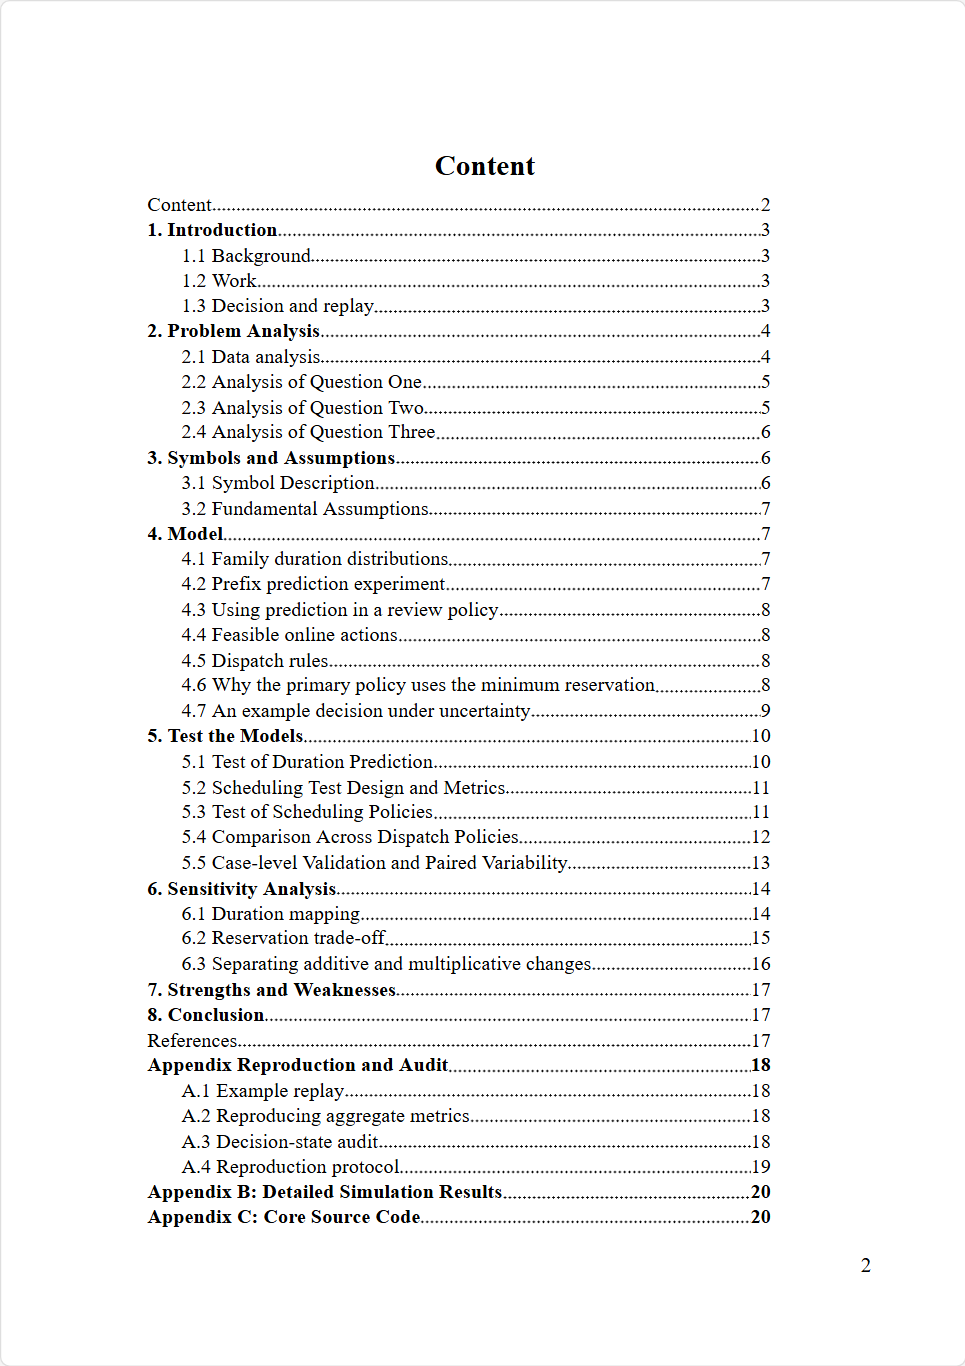 Content
Content........................................2
1. Introduction........................................3
1.1 Background........................................3
1.2 Work........................................3
1.3 Decision and replay........................................3
2. Problem Analysis........................................4
2.1 Data analysis........................................4
2.2 Analysis of Question One........................................5
2.3 Analysis of Question Two........................................5
2.4 Analysis of Question Three........................................6
3. Symbols and Assumptions........................................6
3.1 Symbol Description........................................6
3.2 Fundamental Assumptions........................................7
4. Model........................................7
4.1 Family duration distributions........................................7
4.2 Prefix prediction experiment........................................7
4.3 Using prediction in a review policy........................................8
4.4 Feasible online actions........................................8
4.5 Dispatch rules........................................8
4.6 Why the primary policy uses the minimum reservation........................................8
4.7 An example decision under uncertainty........................................9
5. Test the Models........................................10
5.1 Test of Duration Prediction........................................10
5.2 Scheduling Test Design and Metrics........................................11
5.3 Test of Scheduling Policies........................................11
5.4 Comparison Across Dispatch Policies........................................12
5.5 Case-level Validation and Paired Variability........................................13
6. Sensitivity Analysis........................................14
6.1 Duration mapping........................................14
6.2 Reservation trade-off........................................15
6.3 Separating additive and multiplicative changes........................................16
7. Strengths and Weaknesses........................................17
8. Conclusion........................................17
References........................................17
Appendix Reproduction and Audit........................................18
A.1 Example replay........................................18
A.2 Reproducing aggregate metrics........................................18
A.3 Decision-state audit........................................18
A.4 Reproduction protocol........................................19
Appendix B: Detailed Simulation Results........................................20
Appendix C: Core Source Code........................................20
2